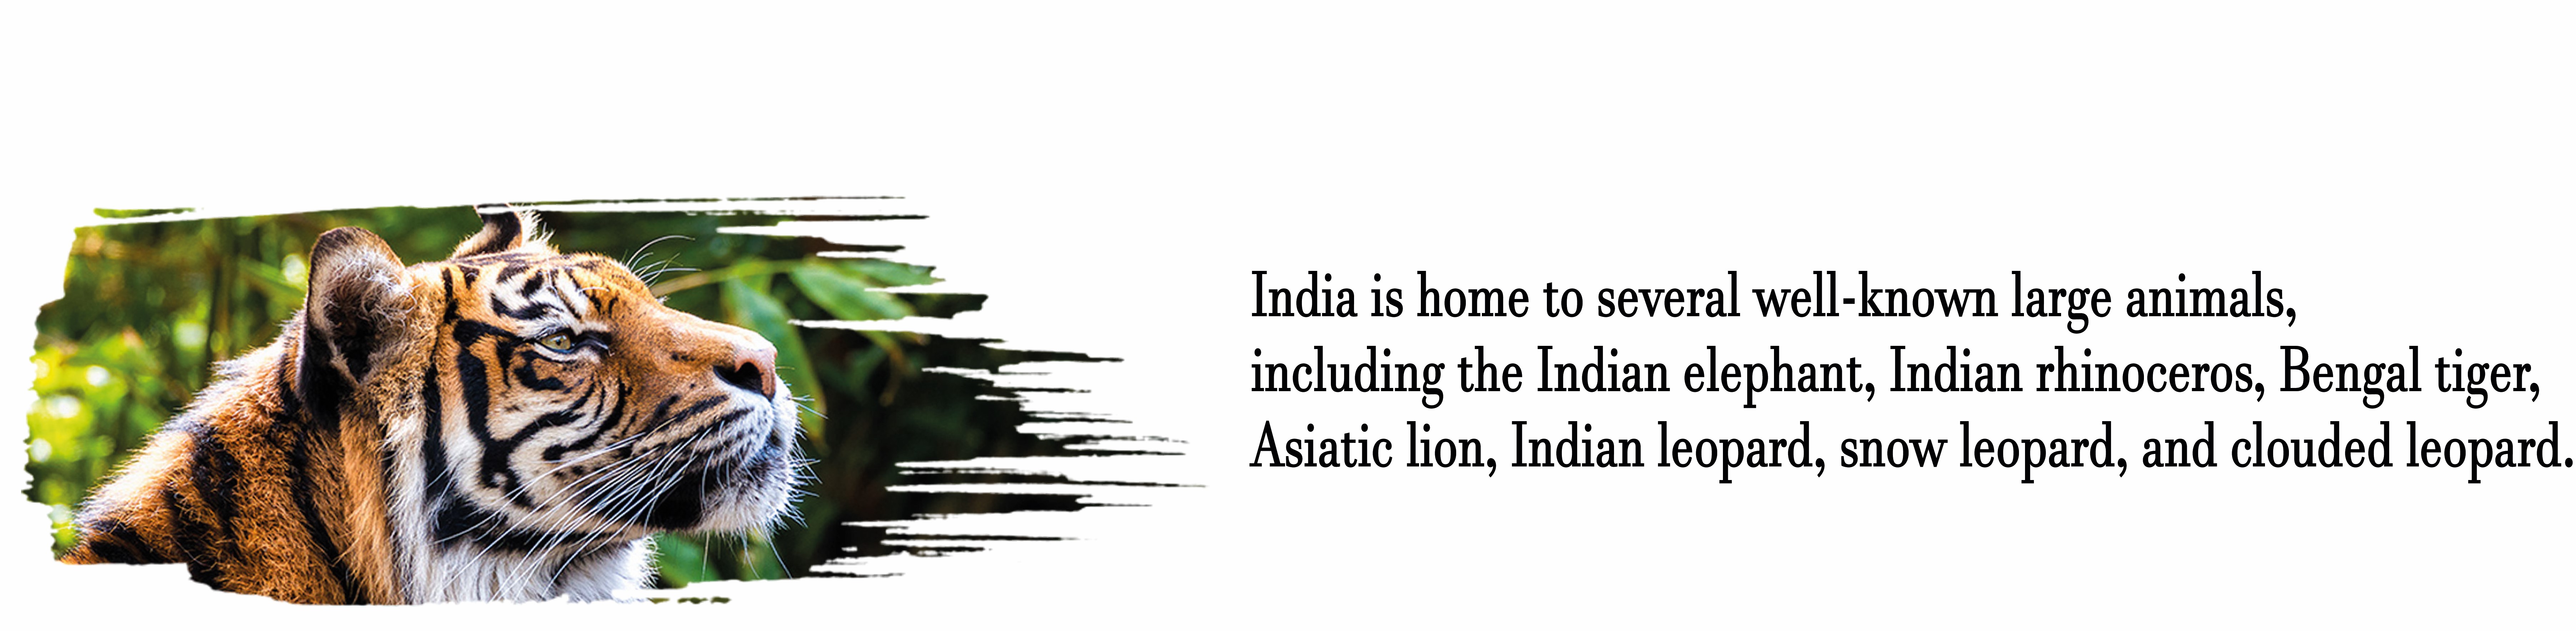 India is home to several well-known large animals,
including the Indian elephant, Indian rhinoceros, Bengal tiger,
Asiatic lion, Indian leopard, snow leopard, and clouded leopard.